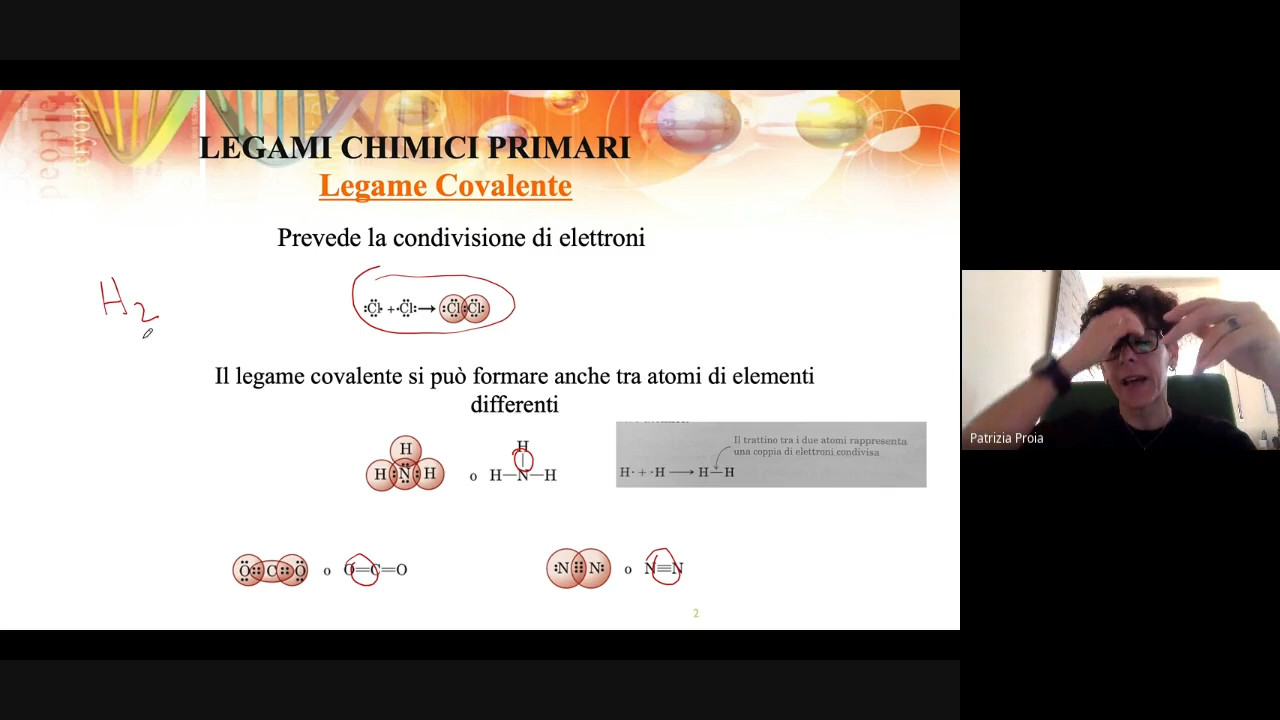 people
everyone
LEGAMI CHIMICI PRIMARI
Legame Covalente
Prevede la condivisione di elettroni
H2
:Cl· + ·Cl: → :Cl:Cl:
Il legame covalente si può formare anche tra atomi di elementi
differenti
H
H:N:H o H—N—H
H
Il trattino tra i due atomi rappresenta
una coppia di elettroni condivisa
H· + ·H → H—H
O::C::O o O=C=O
:N⋮⋮N: o N≡N
2
Patrizia Proia